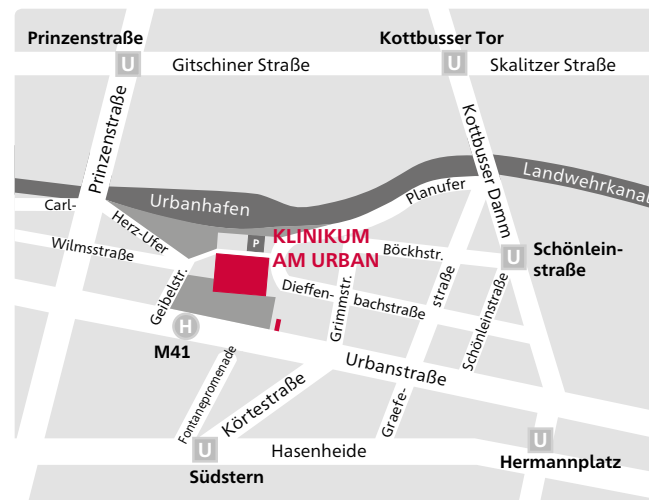 Prinzenstraße
Kottbusser Tor
U
Gitschiner Straße
U
Skalitzer Straße
Prinzenstraße
Kottbusser Damm
Landwehrkanal
Carl-
Herz-Ufer
Urbanhafen
Planufer
Wilmsstraße
P
KLINIKUM
AM URBAN
Böckhstr.
U
Schönlein-
straße
Geibelstr.
Dieffen-
bachstraße
Grimmstr.
straße
Schönleinstraße
H
M41
Urbanstraße
Fontanepromenade
Körtestraße
Graefe-
U
Südstern
Hasenheide
U
Hermannplatz